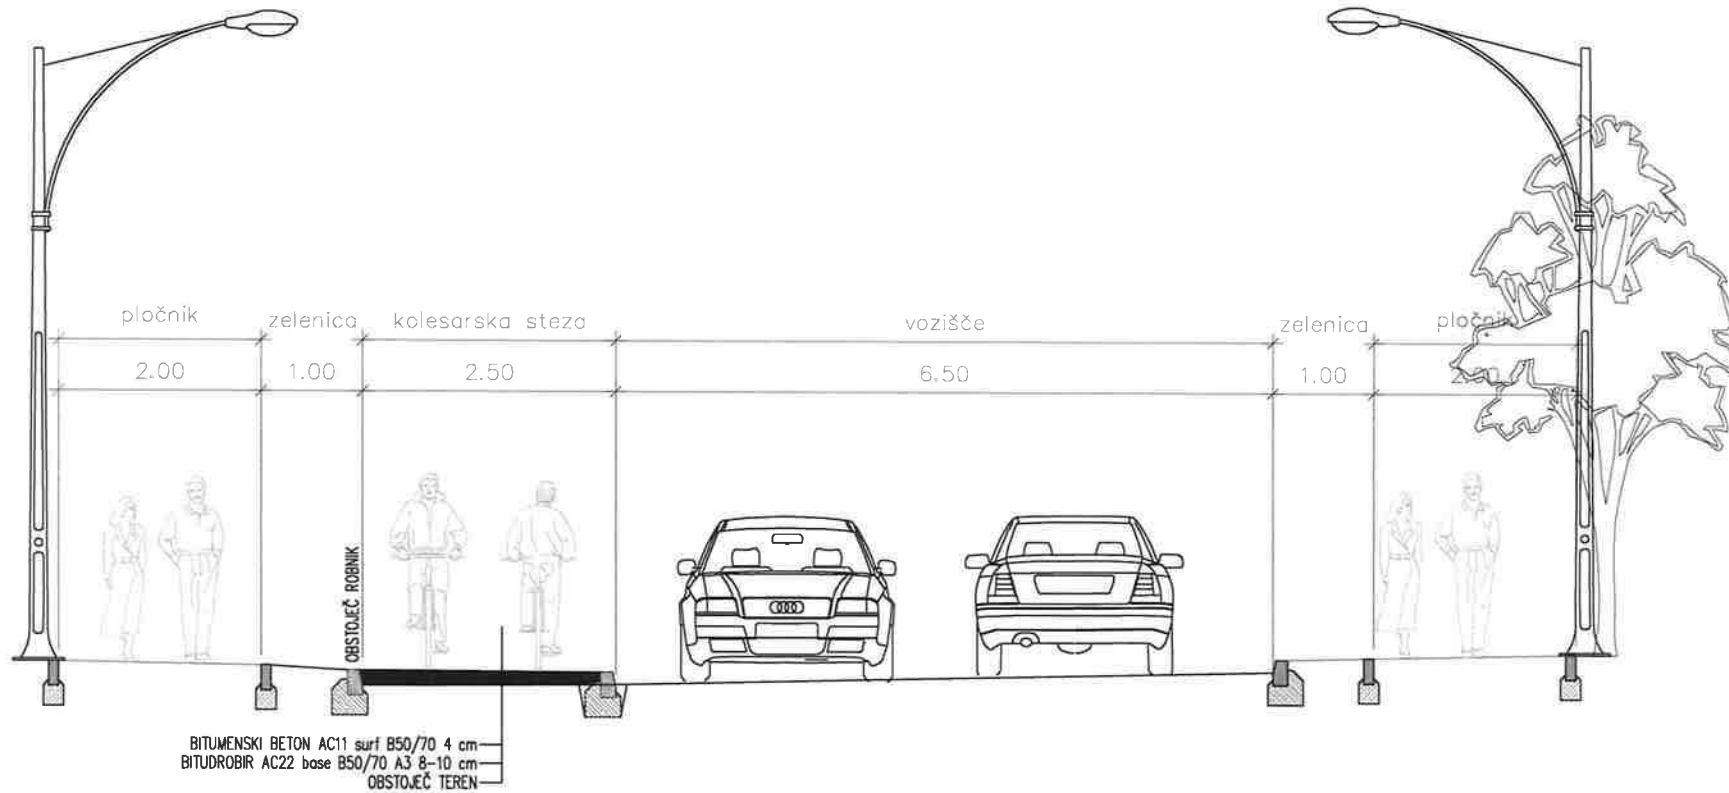 pločnik zelenica kolesarska steza vozišče zelenica pločnik
2.00 1.00 2.50 6.50 1.00
OBSTOJEČ ROBNIK
BITUMENSKI BETON AC11 surf B50/70 4 cm
BITUDROBIR AC22 base B50/70 A3 8-10 cm
OBSTOJEČ TEREN